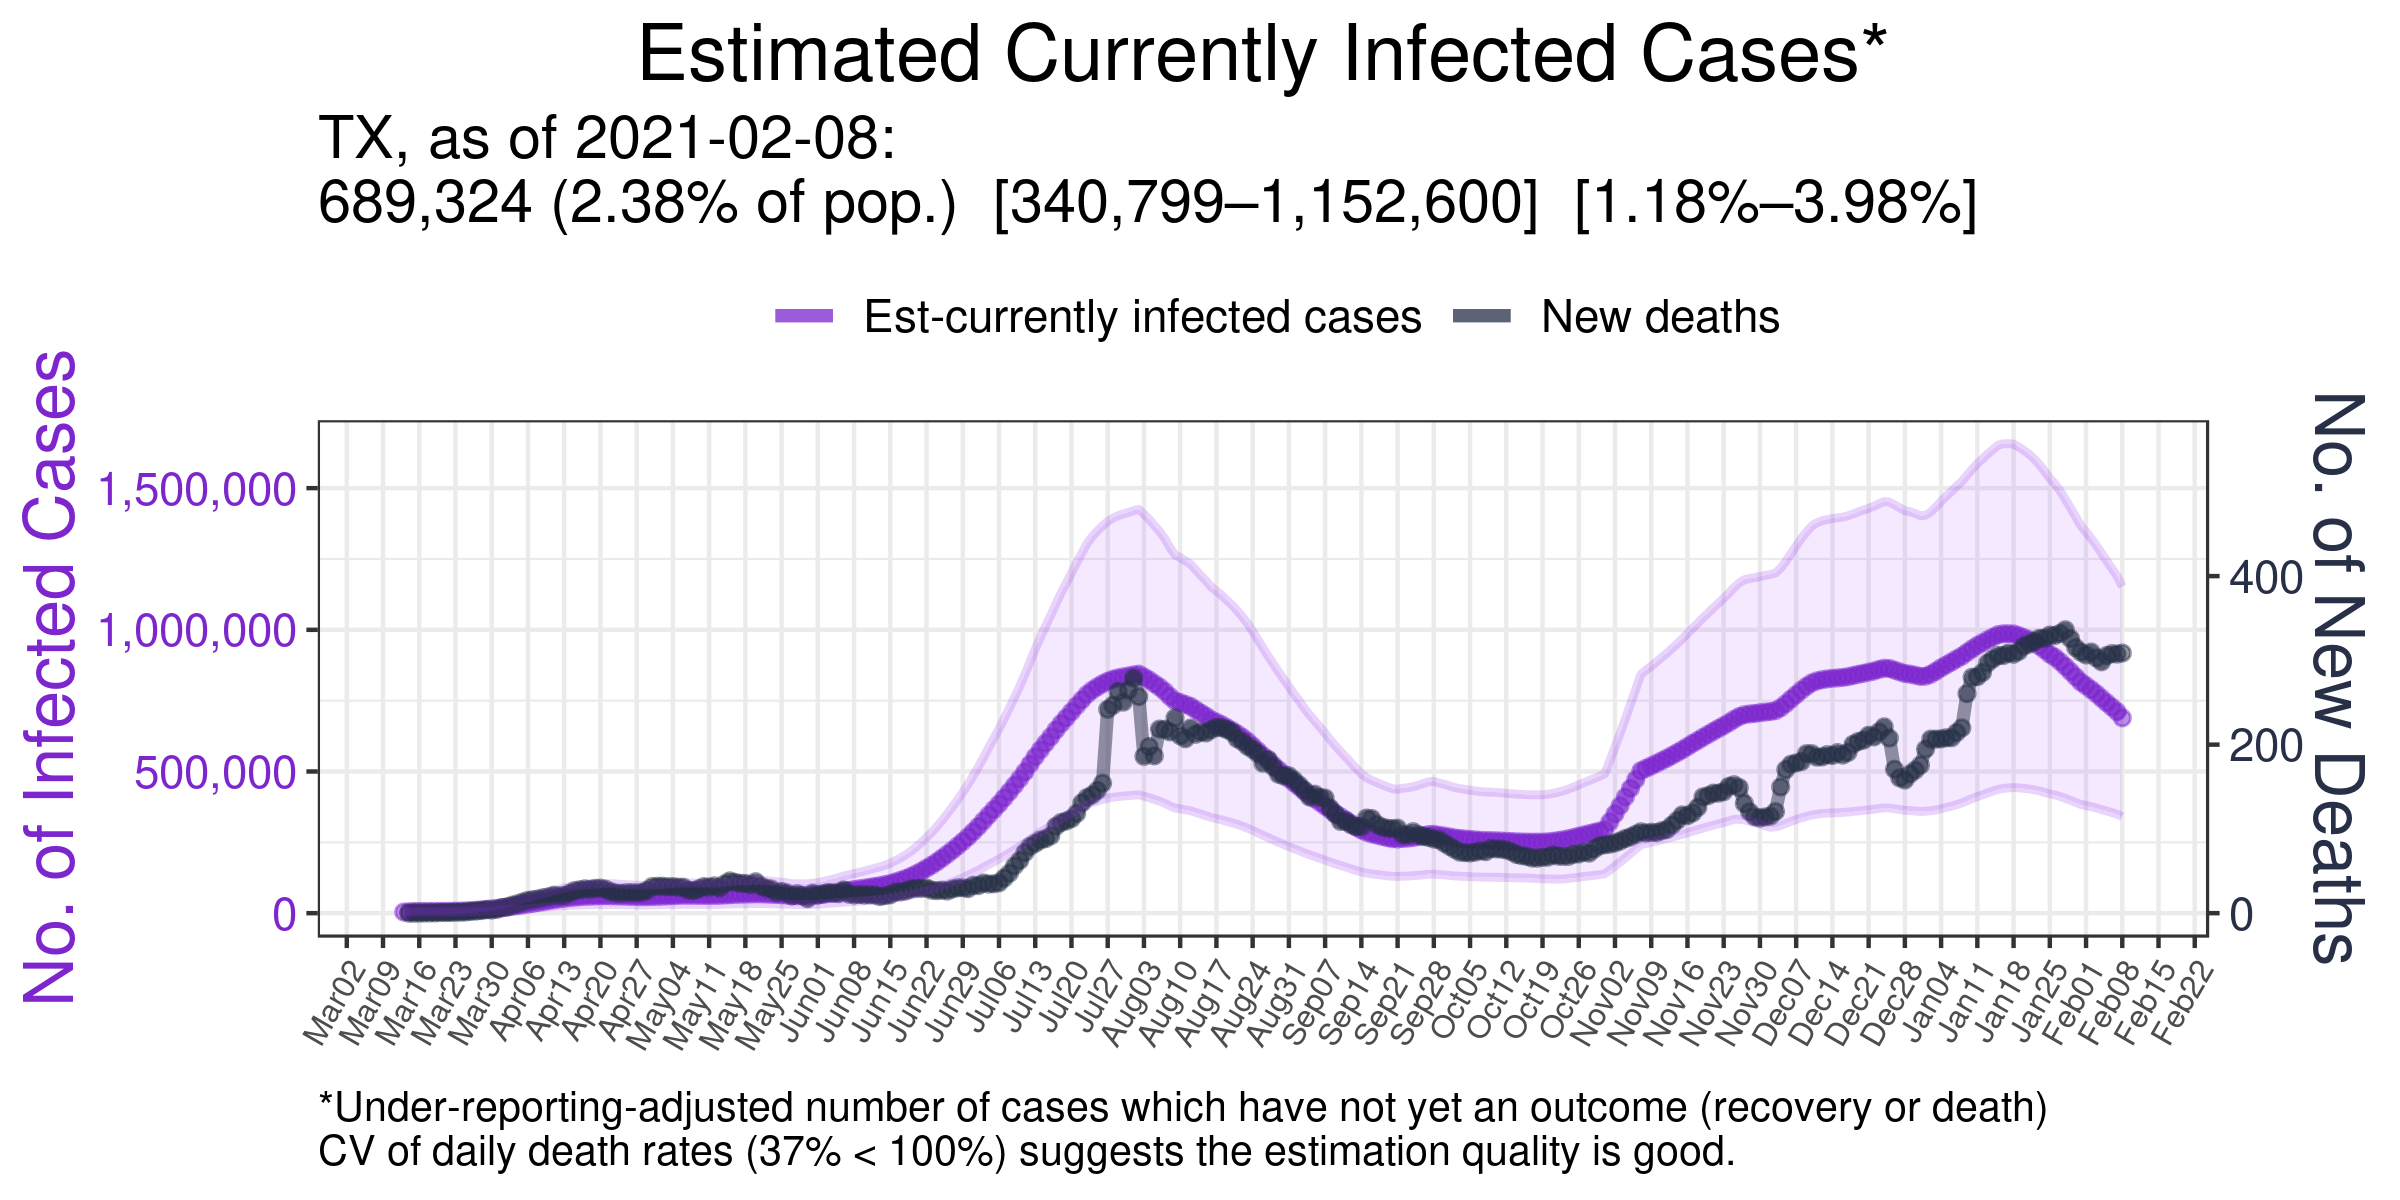 Estimated Currently Infected Cases*
TX, as of 2021-02-08:
689,324 (2.38% of pop.) [340,799–1,152,600] [1.18%–3.98%]
Est-currently infected cases New deaths
No. of Infected Cases
1,500,000
1,000,000
500,000
0
400
200
0
No. of New Deaths
Mar02 Mar09 Mar16 Mar23 Mar30 Apr06 Apr13 Apr20 Apr27 May04 May11 May18 May25 Jun01 Jun08 Jun15 Jun22 Jun29 Jul06 Jul13 Jul20 Jul27 Aug03 Aug10 Aug17 Aug24 Aug31 Sep07 Sep14 Sep21 Sep28 Oct05 Oct12 Oct19 Oct26 Nov02 Nov09 Nov16 Nov23 Nov30 Dec07 Dec14 Dec21 Dec28 Jan04 Jan11 Jan18 Jan25 Feb01 Feb08 Feb15 Feb22
*Under-reporting-adjusted number of cases which have not yet an outcome (recovery or death)
CV of daily death rates (37% < 100%) suggests the estimation quality is good.